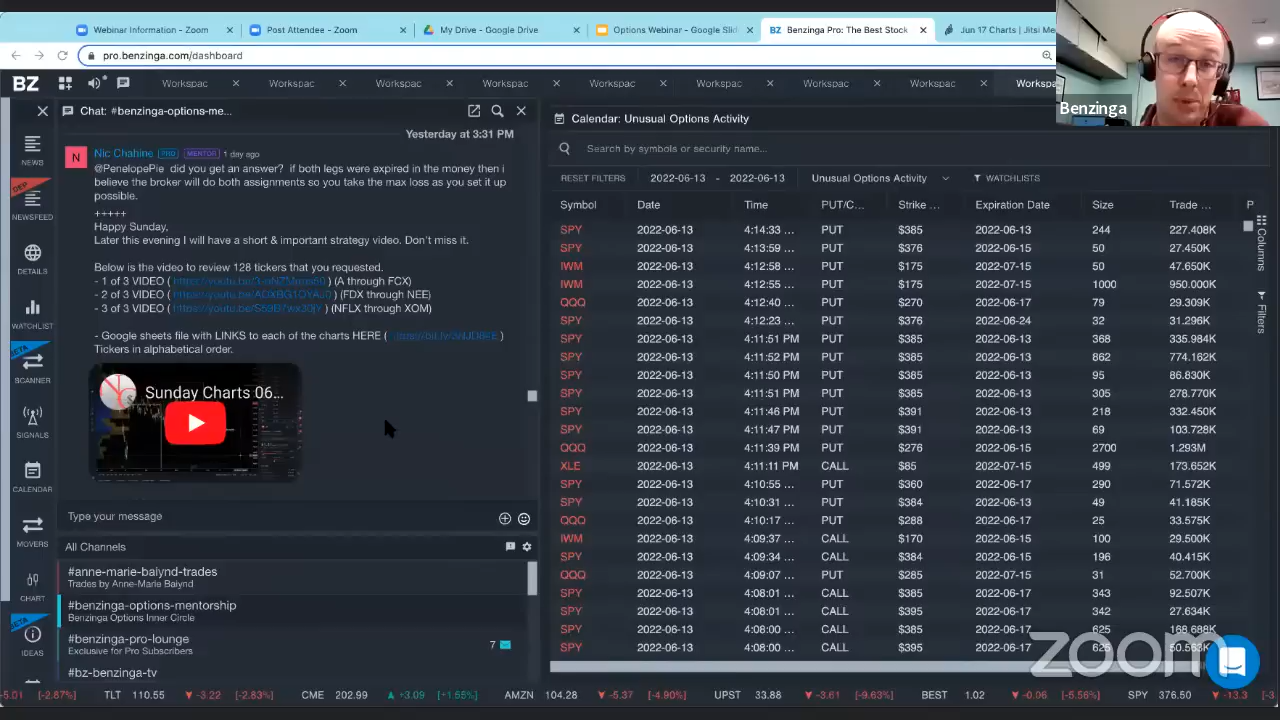 Webinar Information - Zoom
Post Attendee - Zoom
My Drive - Google Drive
Options Webinar - Google Slid
Benzinga Pro: The Best Stock
Jun 17 Charts | Jitsi Me
pro.benzinga.com/dashboard
Benzinga
BZ
Workspac
Workspac
Workspac
Workspac
Workspac
Workspac
Workspac
Workspac
Workspa
NEWS
DEP
NEWSFEED
DETAILS
WATCHLIST
BETA
SCANNER
SIGNALS
CALENDAR
MOVERS
CHART
BETA
IDEAS
Chat: #benzinga-options-me...
Yesterday at 3:31 PM
N
Nic Chahine PRO MENTOR 1 day ago
@PenelopePie did you get an answer? if both legs were expired in the money then i
believe the broker will do both assignments so you take the max loss as you set it up
possible.
+++++
Happy Sunday,
Later this evening I will have a short & important strategy video. Don't miss it.
Below is the video to review 128 tickers that you requested.
- 1 of 3 VIDEO ( ) (A through FCX)
- 2 of 3 VIDEO ( ) (FDX through NEE)
- 3 of 3 VIDEO ( ) (NFLX through XOM)
- Google sheets file with LINKS to each of the charts HERE ( )
Tickers in alphabetical order.
Sunday Charts 06...
Type your message
All Channels
#anne-marie-baiynd-trades
Trades by Anne-Marie Baiynd
#benzinga-options-mentorship
Benzinga Options Inner Circle
#benzinga-pro-lounge
Exclusive for Pro Subscribers
7
#bz-benzinga-tv
Calendar: Unusual Options Activity
Search by symbols or security name...
RESET FILTERS 2022-06-13 - 2022-06-13 Unusual Options Activity WATCHLISTS
Symbol Date Time PUT/C... Strike ... Expiration Date Size Trade ... P
SPY 2022-06-13 4:14:33 ... PUT $385 2022-06-13 244 227.408K
SPY 2022-06-13 4:13:59 ... PUT $376 2022-06-15 50 27.450K
IWM 2022-06-13 4:12:58 ... PUT $175 2022-07-15 50 47.650K
IWM 2022-06-13 4:12:55 ... PUT $175 2022-07-15 1000 950.000K
QQQ 2022-06-13 4:12:40 ... PUT $270 2022-06-17 79 29.309K
SPY 2022-06-13 4:12:23 ... PUT $376 2022-06-24 32 31.296K
SPY 2022-06-13 4:11:51 PM PUT $385 2022-06-13 368 335.984K
SPY 2022-06-13 4:11:52 PM PUT $385 2022-06-13 862 774.162K
SPY 2022-06-13 4:11:50 PM PUT $385 2022-06-13 95 86.830K
SPY 2022-06-13 4:11:51 PM PUT $385 2022-06-13 305 278.770K
SPY 2022-06-13 4:11:46 PM PUT $391 2022-06-13 218 332.450K
SPY 2022-06-13 4:11:47 PM PUT $391 2022-06-13 69 103.728K
QQQ 2022-06-13 4:11:39 PM PUT $276 2022-06-15 2700 1.293M
XLE 2022-06-13 4:11:11 PM CALL $85 2022-07-15 499 173.652K
SPY 2022-06-13 4:10:55 ... PUT $360 2022-06-17 290 71.572K
SPY 2022-06-13 4:10:31 ... PUT $384 2022-06-13 49 41.185K
QQQ 2022-06-13 4:10:17 ... PUT $288 2022-06-17 25 33.575K
IWM 2022-06-13 4:09:37 ... CALL $170 2022-06-17 100 29.500K
SPY 2022-06-13 4:09:34 ... CALL $384 2022-06-15 196 40.415K
QQQ 2022-06-13 4:09:07 ... PUT $285 2022-07-15 31 52.700K
SPY 2022-06-13 4:08:01 ... CALL $385 2022-06-17 343 92.507K
SPY 2022-06-13 4:08:01 ... CALL $395 2022-06-17 342 27.634K
SPY 2022-06-13 4:08:00 ... CALL $385 2022-06-17 625 168.688K
SPY 2022-06-13 4:08:00 ... CALL $395 2022-06-17 625 50.563K
Columns
Filters
zoom
-5.01 [-2.87%] TLT 110.55 -3.22 [-2.83%] CME 202.99 +3.09 [+1.55%] AMZN 104.28 -5.37 [-4.90%] UPST 33.88 -3.61 [-9.63%] BEST 1.02 -0.06 [-5.56%] SPY 376.50 -13.3 [-3